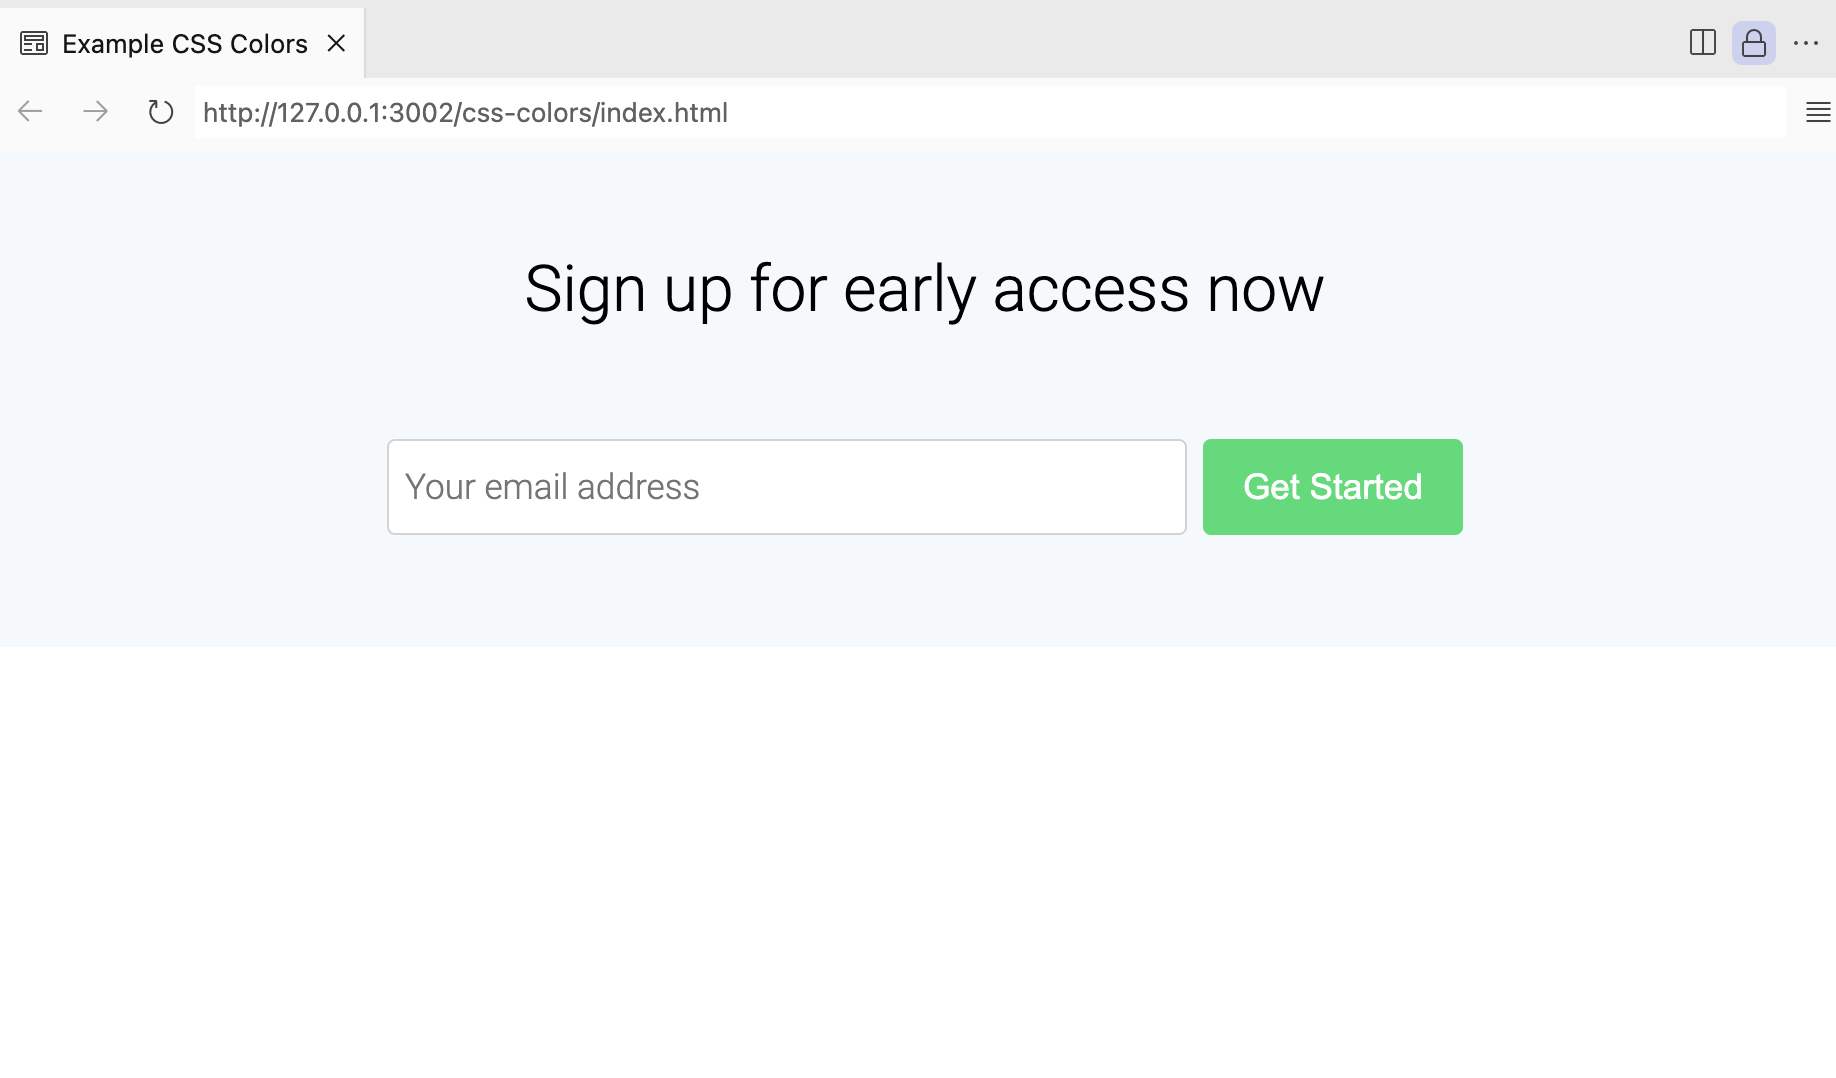 Example CSS Colors
http://127.0.0.1:3002/css-colors/index.html
Sign up for early access now
Your email address
Get Started